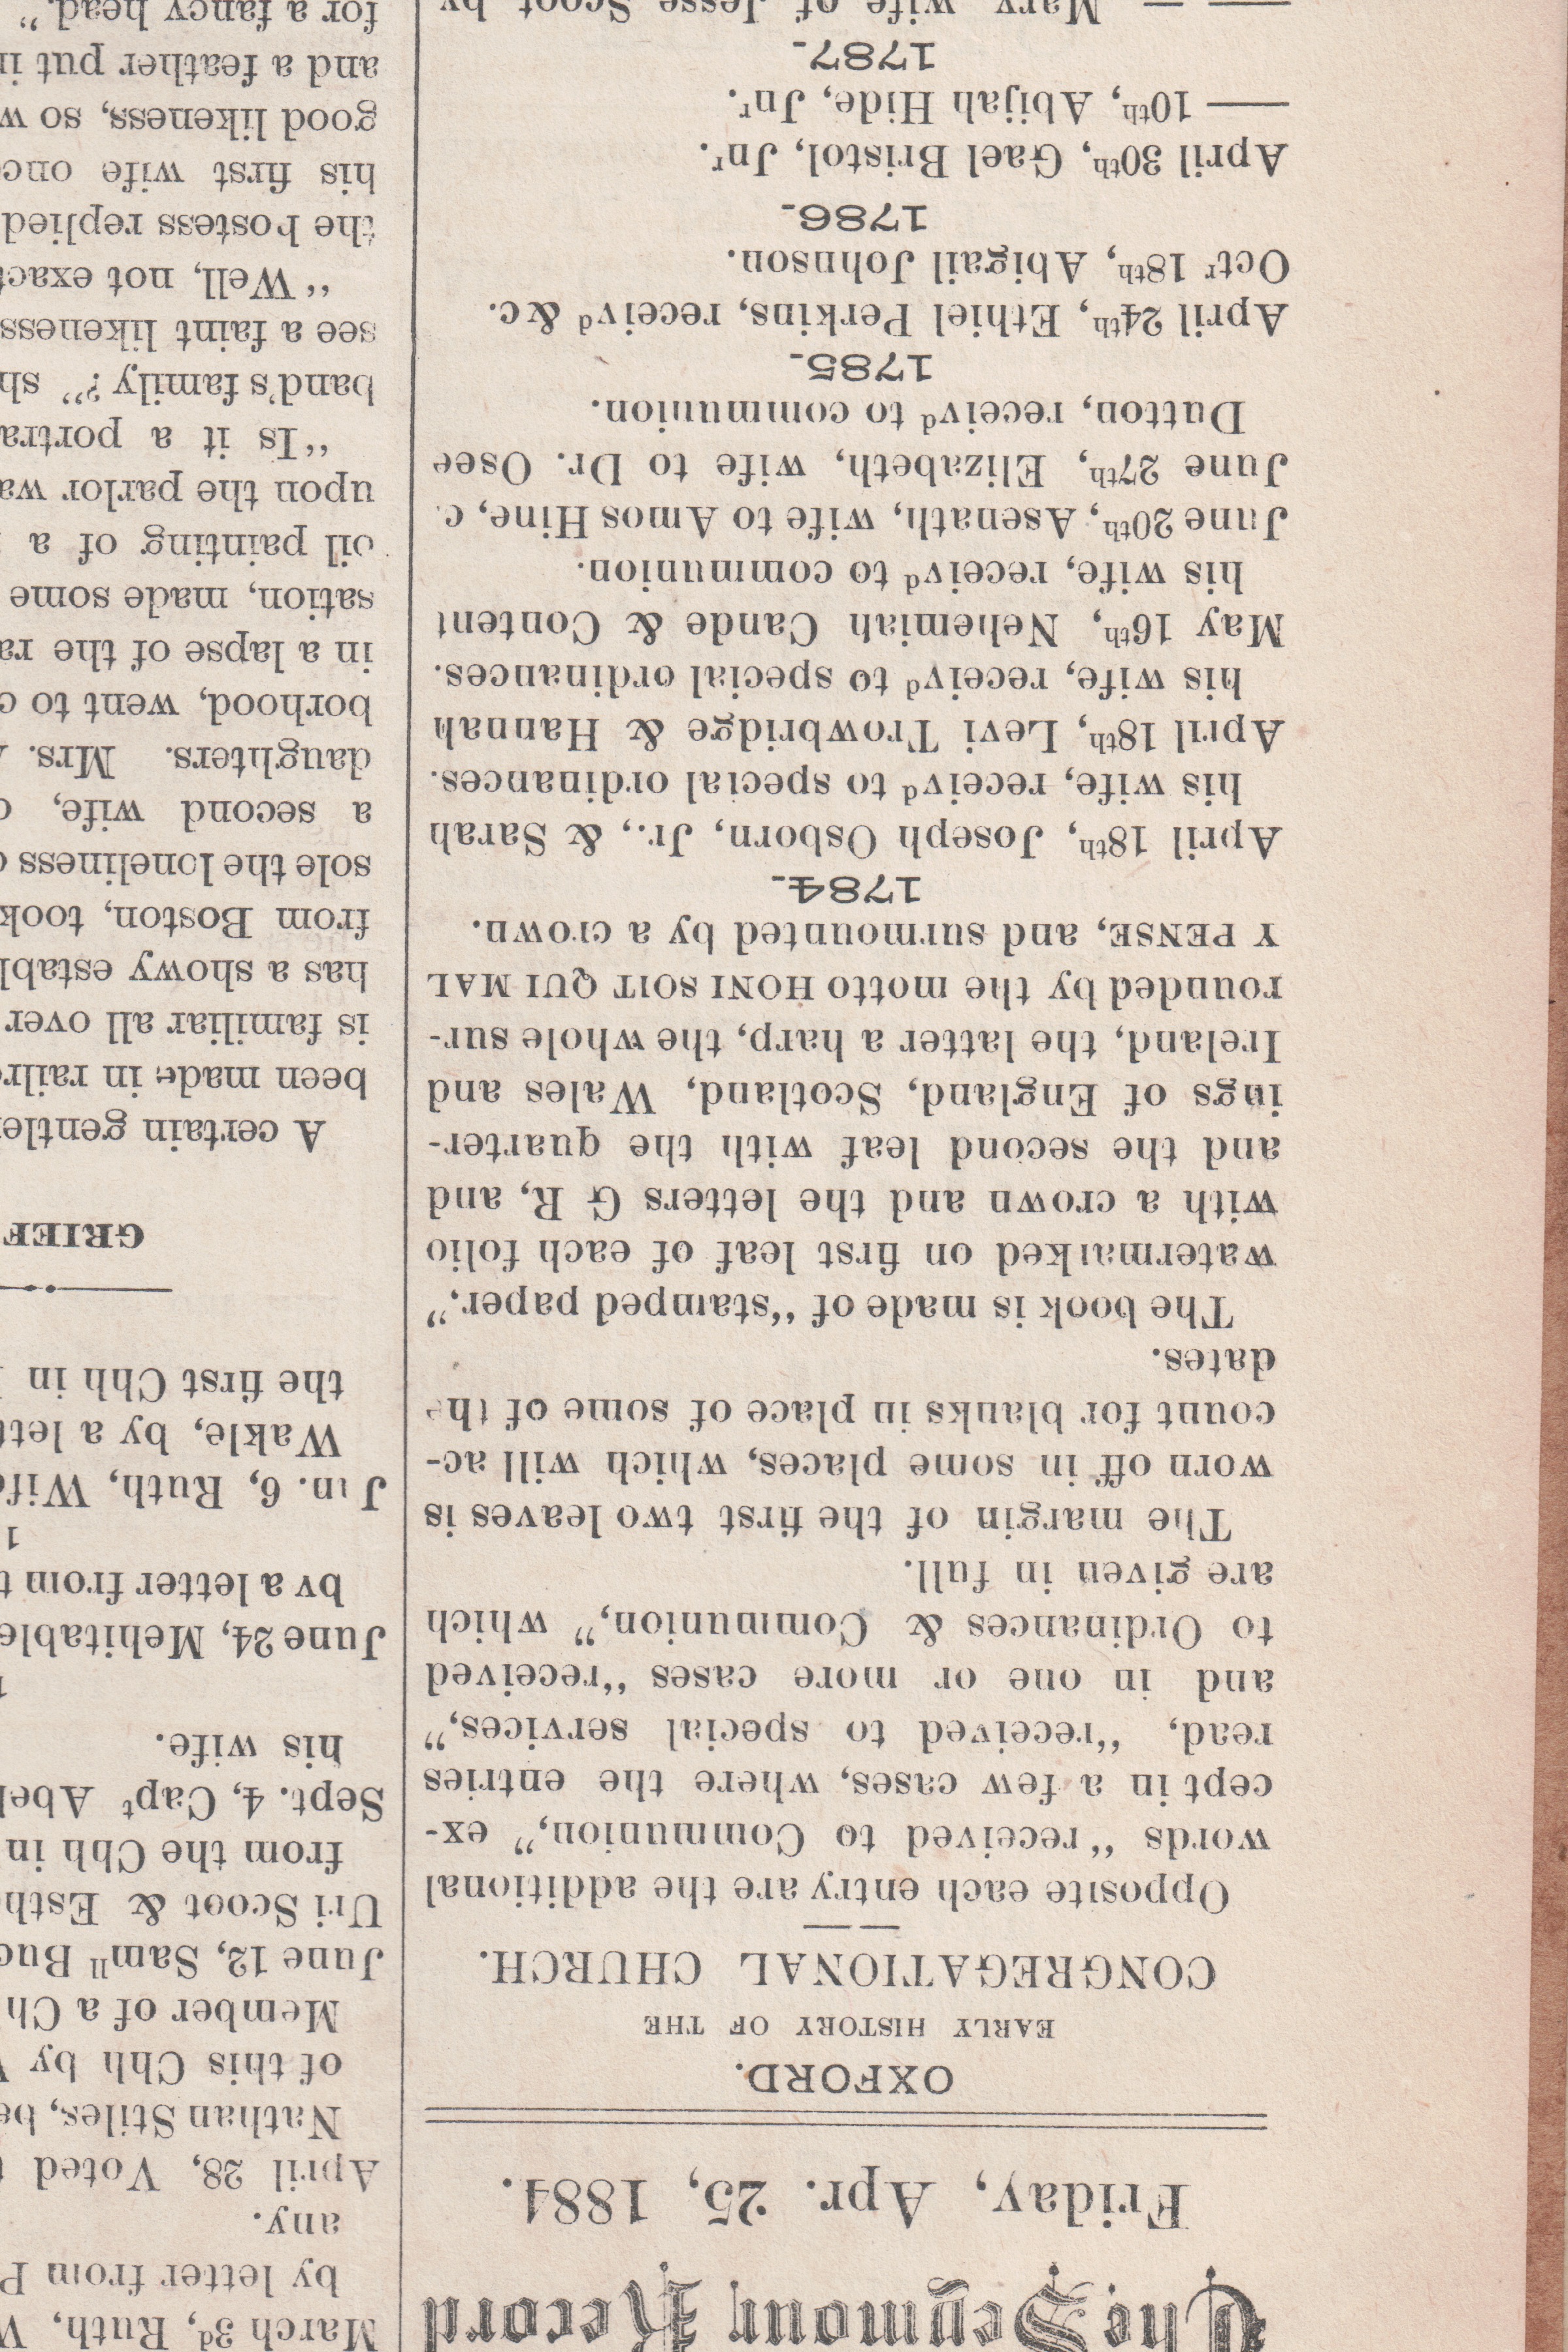 The Seymour Record
Friday, Apr. 25, 1884.
OXFORD.
EARLY HISTORY OF THE
CONGREGATIONAL CHURCH.
Opposite each entry are the additional
words “received to Communion,” ex-
cept in a few cases, where the entries
read, “received to special services,”
and in one or more cases “received
to Ordinances & Communion,” which
are given in full.
The margin of the first two leaves is
worn off in some places, which will ac-
count for blanks in place of some of the
dates.
The book is made of “stamped paper,”
watermarked on first leaf of each folio
with a crown and the letters G R, and
and the second leaf with the quarter-
ings of England, Scotland, Wales and
Ireland, the latter a harp, the whole sur-
rounded by the motto HONI SOIT QUI MAL
Y PENSE, and surmounted by a crown.
1784-
April 18th, Joseph Osborn, Jr., & Sarah
his wife, receivd to special ordinances.
April 18th, Levi Trowbridge & Hannah
his wife, receivd to special ordinances.
May 16th, Nehemiah Cande & Content
his wife, receivd to communion.
June 20th, Asenath, wife to Amos Hine, c.
June 27th, Elizabeth, wife to Dr. Osee
Dutton, receivd to communion.
1785-
April 24th, Ethiel Perkins, receivd &c.
Octr 18th, Abigail Johnson.
1786-
April 30th, Gael Bristol, Jnr.
—— 10th, Abijah Hide, Jnr.
1787-
—— — Mary wife of Jesse Scoot by
March 3d, Ruth, W
by letter from P
any.
April 28, Voted
Nathan Stiles, be
of this Chh by
Member of a Ch
June 12, Samll Buc
Uri Scoot & Esth
from the Chh in
Sept. 4, Capt Abel
his wife.
1
June 24, Mehitable
by a letter from t
1
Jun. 6, Ruth, Wife
Wakle, by a lett
the first Chh in
GRIEF
A certain gentle
been made in railr
is familiar all over
has a showy establ
from Boston, took
sole the loneliness
a second wife,
daughters. Mrs.
borhood, went to
in a lapse of the
sation, made some
oil painting of a
upon the parlor wa
“Is it a portra
band's family?” sh
see a faint likeness
“Well, not exact
the hostess replied
his first wife once
good likeness, so w
and a feather put in
for a fancy head.”